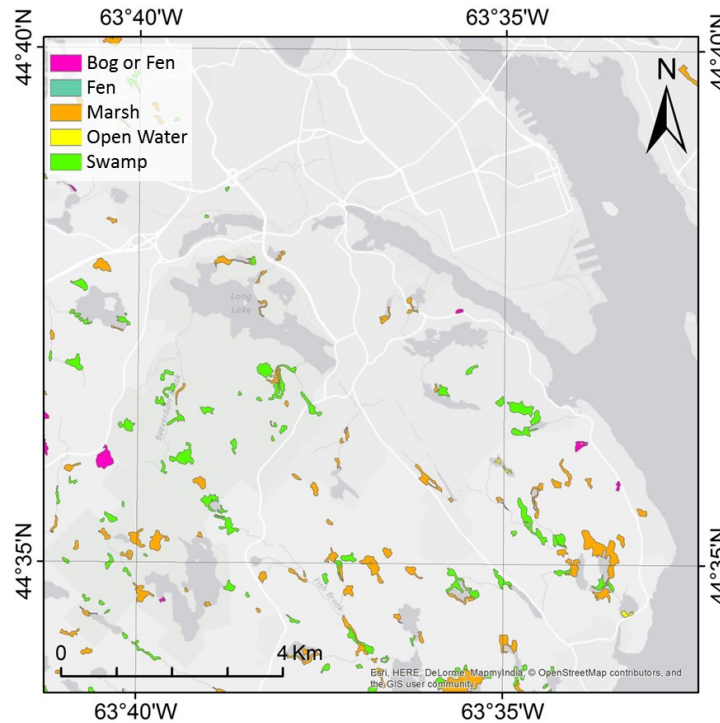 63°40'W 63°35'W
44°40'N 44°40'N
Bog or Fen
Fen
Marsh
Open Water
Swamp
N
Long
Lake
44°35'N 44°35'N
Fish Brook
0 4 Km
Esri, HERE, DeLorme, MapmyIndia, © OpenStreetMap contributors, and
the GIS user community
63°40'W 63°35'W